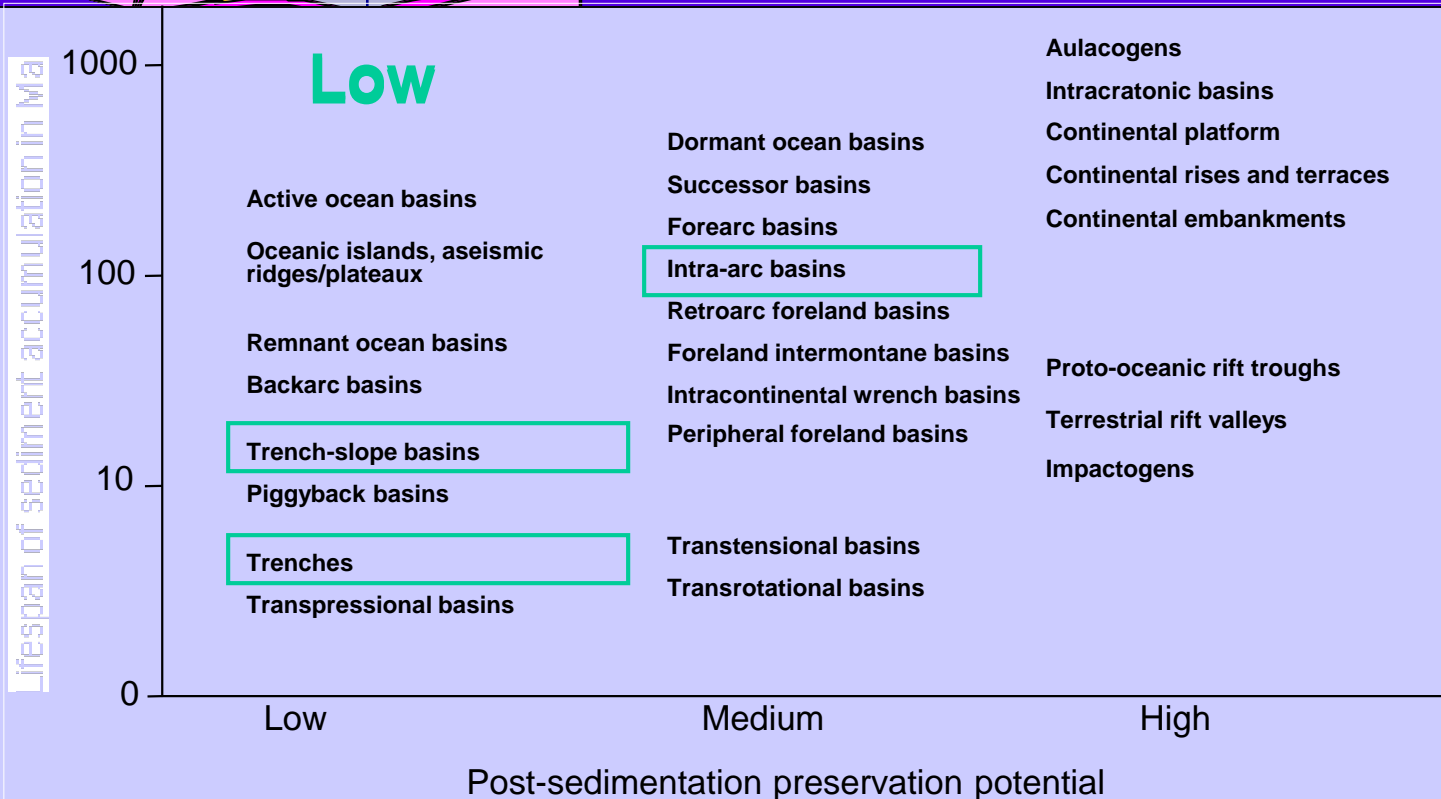 Lifespan of sediment accumulation in Ma
1000
100
10
0
Low
Active ocean basins
Oceanic islands, aseismic
ridges/plateaux
Remnant ocean basins
Backarc basins
Trench-slope basins
Piggyback basins
Trenches
Transpressional basins
Dormant ocean basins
Successor basins
Forearc basins
Intra-arc basins
Retroarc foreland basins
Foreland intermontane basins
Intracontinental wrench basins
Peripheral foreland basins
Transtensional basins
Transrotational basins
Aulacogens
Intracratonic basins
Continental platform
Continental rises and terraces
Continental embankments
Proto-oceanic rift troughs
Terrestrial rift valleys
Impactogens
Low
Medium
High
Post-sedimentation preservation potential